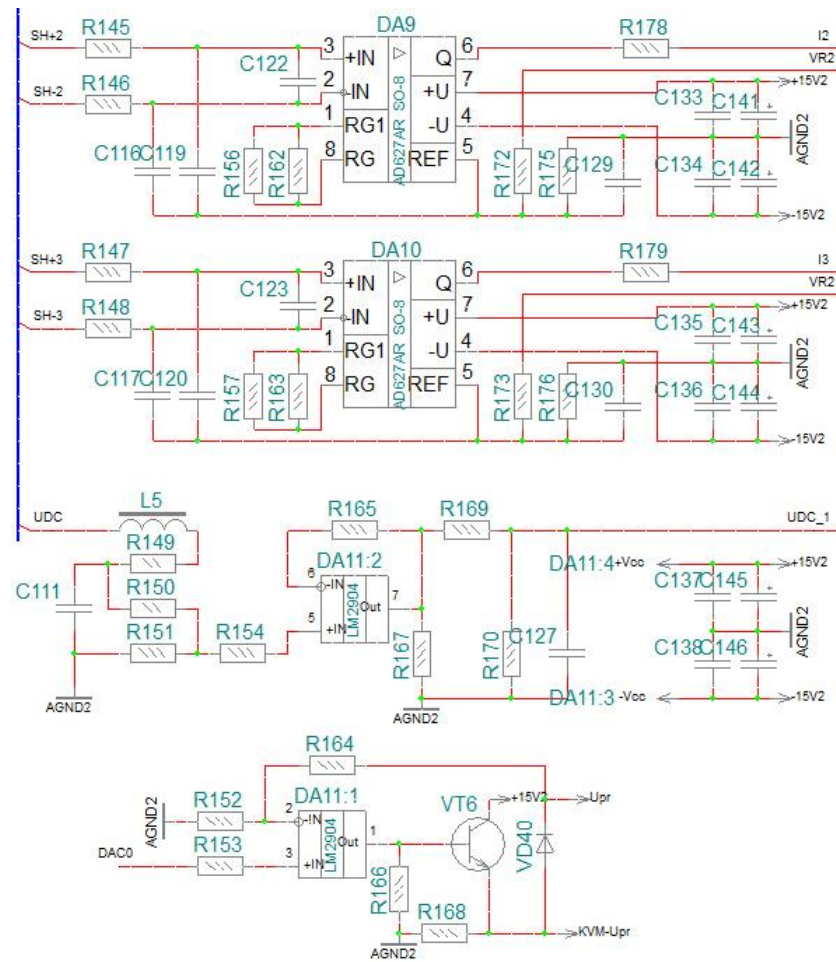 R145
DA9
R178
SH+2
3
+IN
Q
6
I2
VR2
C122
2
-IN
+U
7
+15V2
R146
SH-2
1
RG1
-U
4
C133
C141
8
RG
REF
5
AD627AR SO-8
AGND2
C116
C119
R156
R162
R172
R175
C129
C134
C142
-15V2
R147
DA10
R179
SH+3
3
+IN
Q
6
I3
VR2
C123
2
-IN
+U
7
+15V2
R148
SH-3
1
RG1
-U
4
C135
C143
8
RG
REF
5
AD627AR SO-8
AGND2
C117
C120
R157
R163
R173
R176
C130
C136
C144
-15V2
L5
UDC
R165
R169
UDC_1
R149
DA11:2
DA11:4
+Vcc
+15V2
C111
R150
6
-IN
Out
7
C137
C145
5
+IN
LM2904
R151
R154
R167
R170
C127
AGND2
C138
C146
AGND2
AGND2
DA11:3
-Vcc
-15V2
R164
R152
DA11:1
VT6
+15V2
Upr
AGND2
2
-IN
Out
1
VD40
DAC0
R153
3
+IN
LM2904
R166
R168
AGND2
KVM-Upr